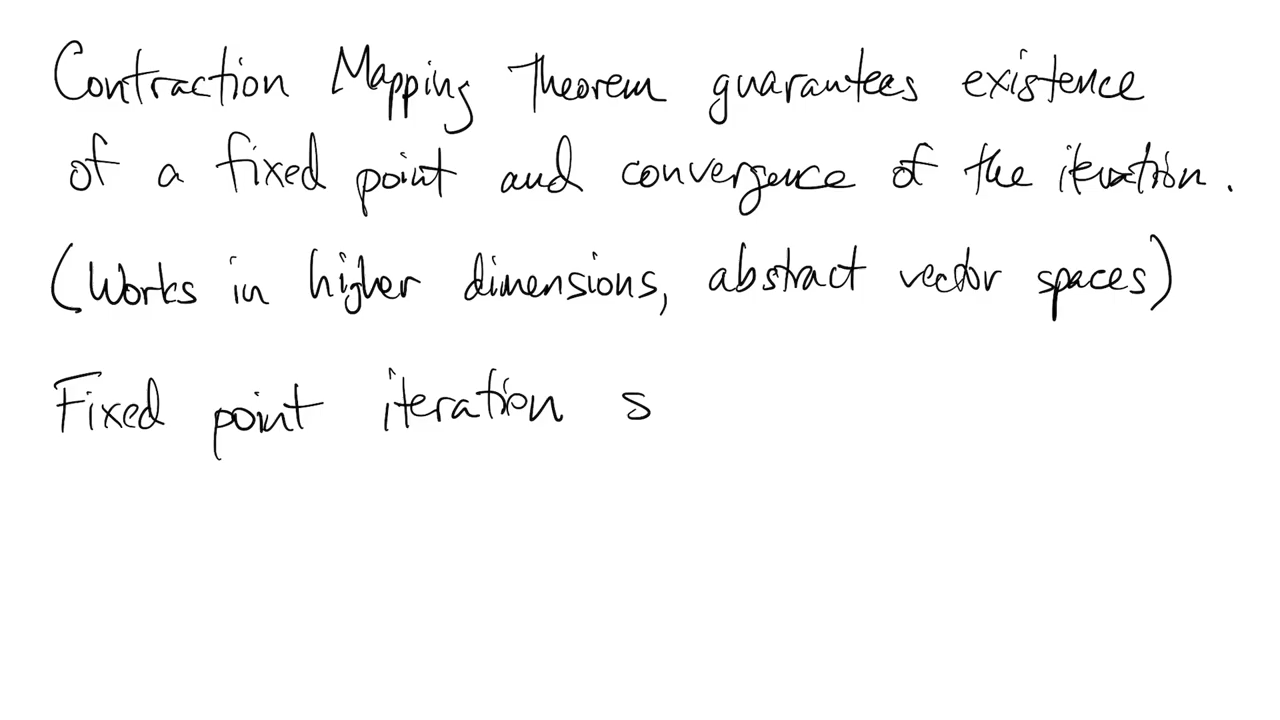 Contraction Mapping Theorem guarantees existence
of a fixed point and convergence of the iteration.
(Works in higher dimensions, abstract vector spaces)
Fixed point iteration s